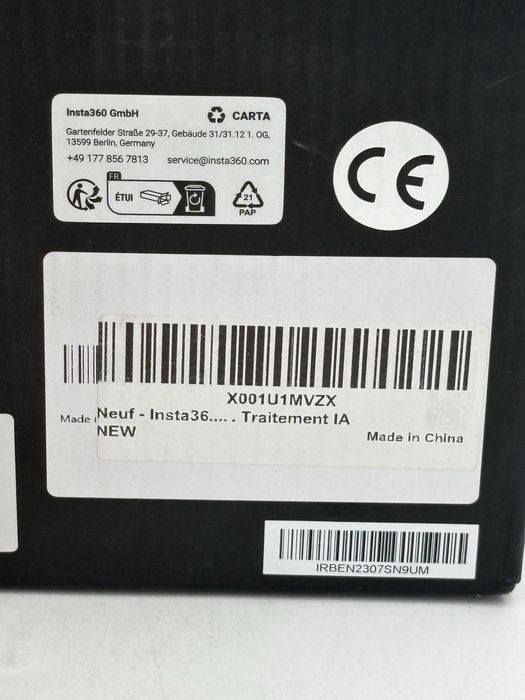 Insta360 GmbH
CARTA
Gartenfelder Straße 29-37, Gebäude 31/31.12 1. OG,
13599 Berlin, Germany
+49 177 856 7813 service@insta360.com
FR
ÉTUI
21
PAP
CE
X001U1MVZX
Made i
Neuf - Insta36.... . Traitement IA
NEW
Made in China
IRBEN2307SN9UM